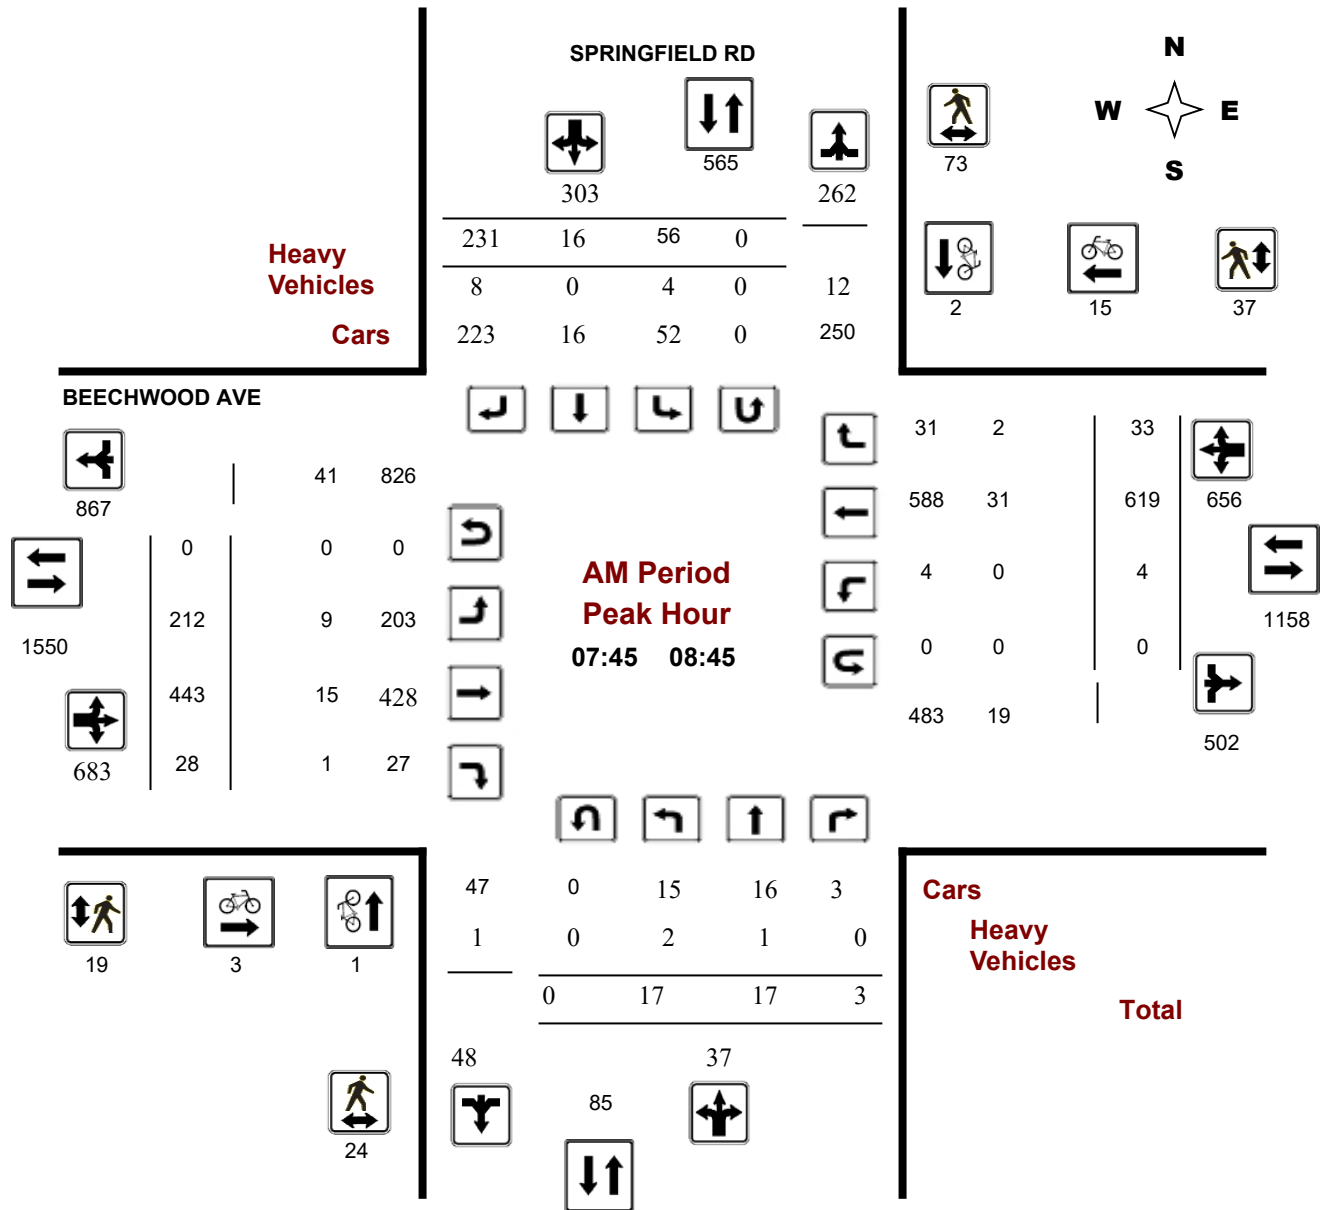 SPRINGFIELD RD
N
W E
S
565
73
303
262
231 16 56 0
Heavy
Vehicles
8 0 4 0 12
2 15 37
Cars
223 16 52 0 250
BEECHWOOD AVE
31 2 33
41 826
867
588 31 619 656
0 0 0
AM Period
4 0 4
Peak Hour
212 9 203
1158
1550
07:45 08:45
0 0 0
443 15 428
483 19
502
683
28 1 27
47 0 15 16 3
Cars
1 0 2 1 0
Heavy
Vehicles
19 3 1
0 17 17 3
Total
48 37
85
24